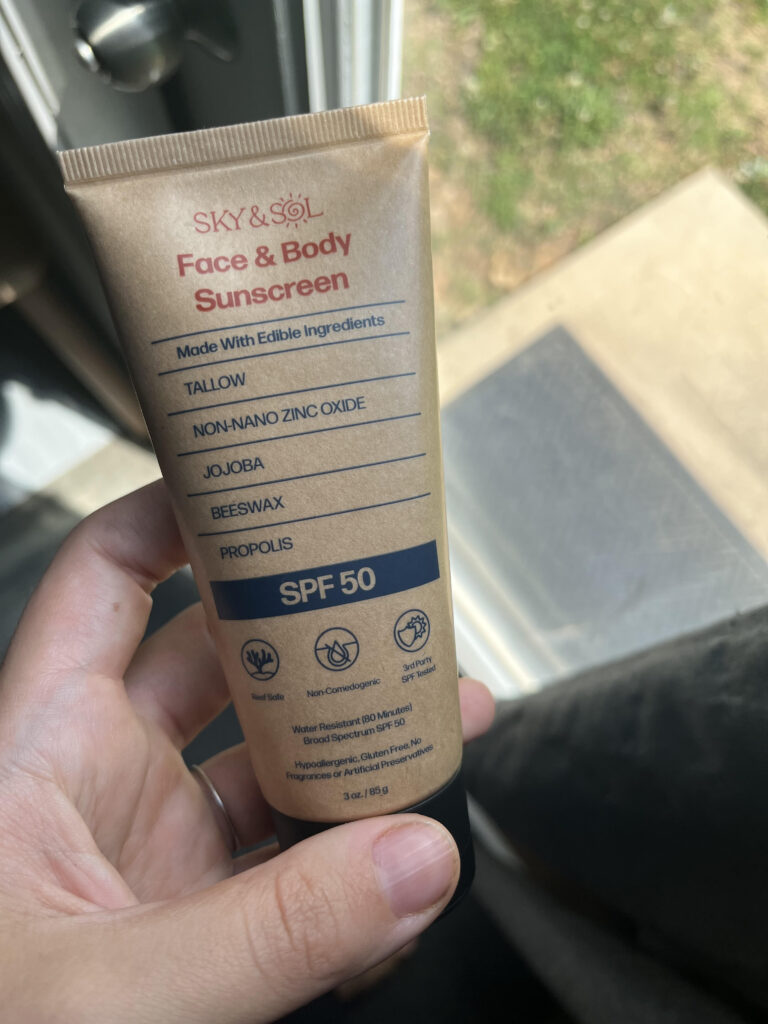 SKY & SOL
Face & Body
Sunscreen
Made With Edible Ingredients
TALLOW
NON-NANO ZINC OXIDE
JOJOBA
BEESWAX
PROPOLIS
SPF 50
Reef Safe
Non-Comedogenic
3rd Party
SPF Tested
Water Resistant (80 Minutes)
Broad Spectrum SPF 50
Hypoallergenic, Gluten Free, No
Fragrances or Artificial Preservatives
3 oz. / 85 g